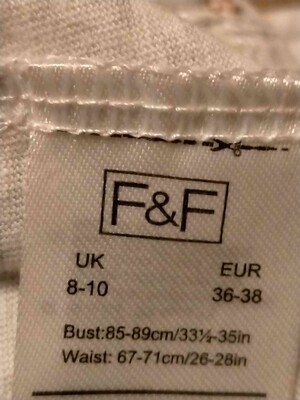 F&F
UK EUR
8-10 36-38
Bust:85-89cm/33½-35in
Waist: 67-71cm/26-28in